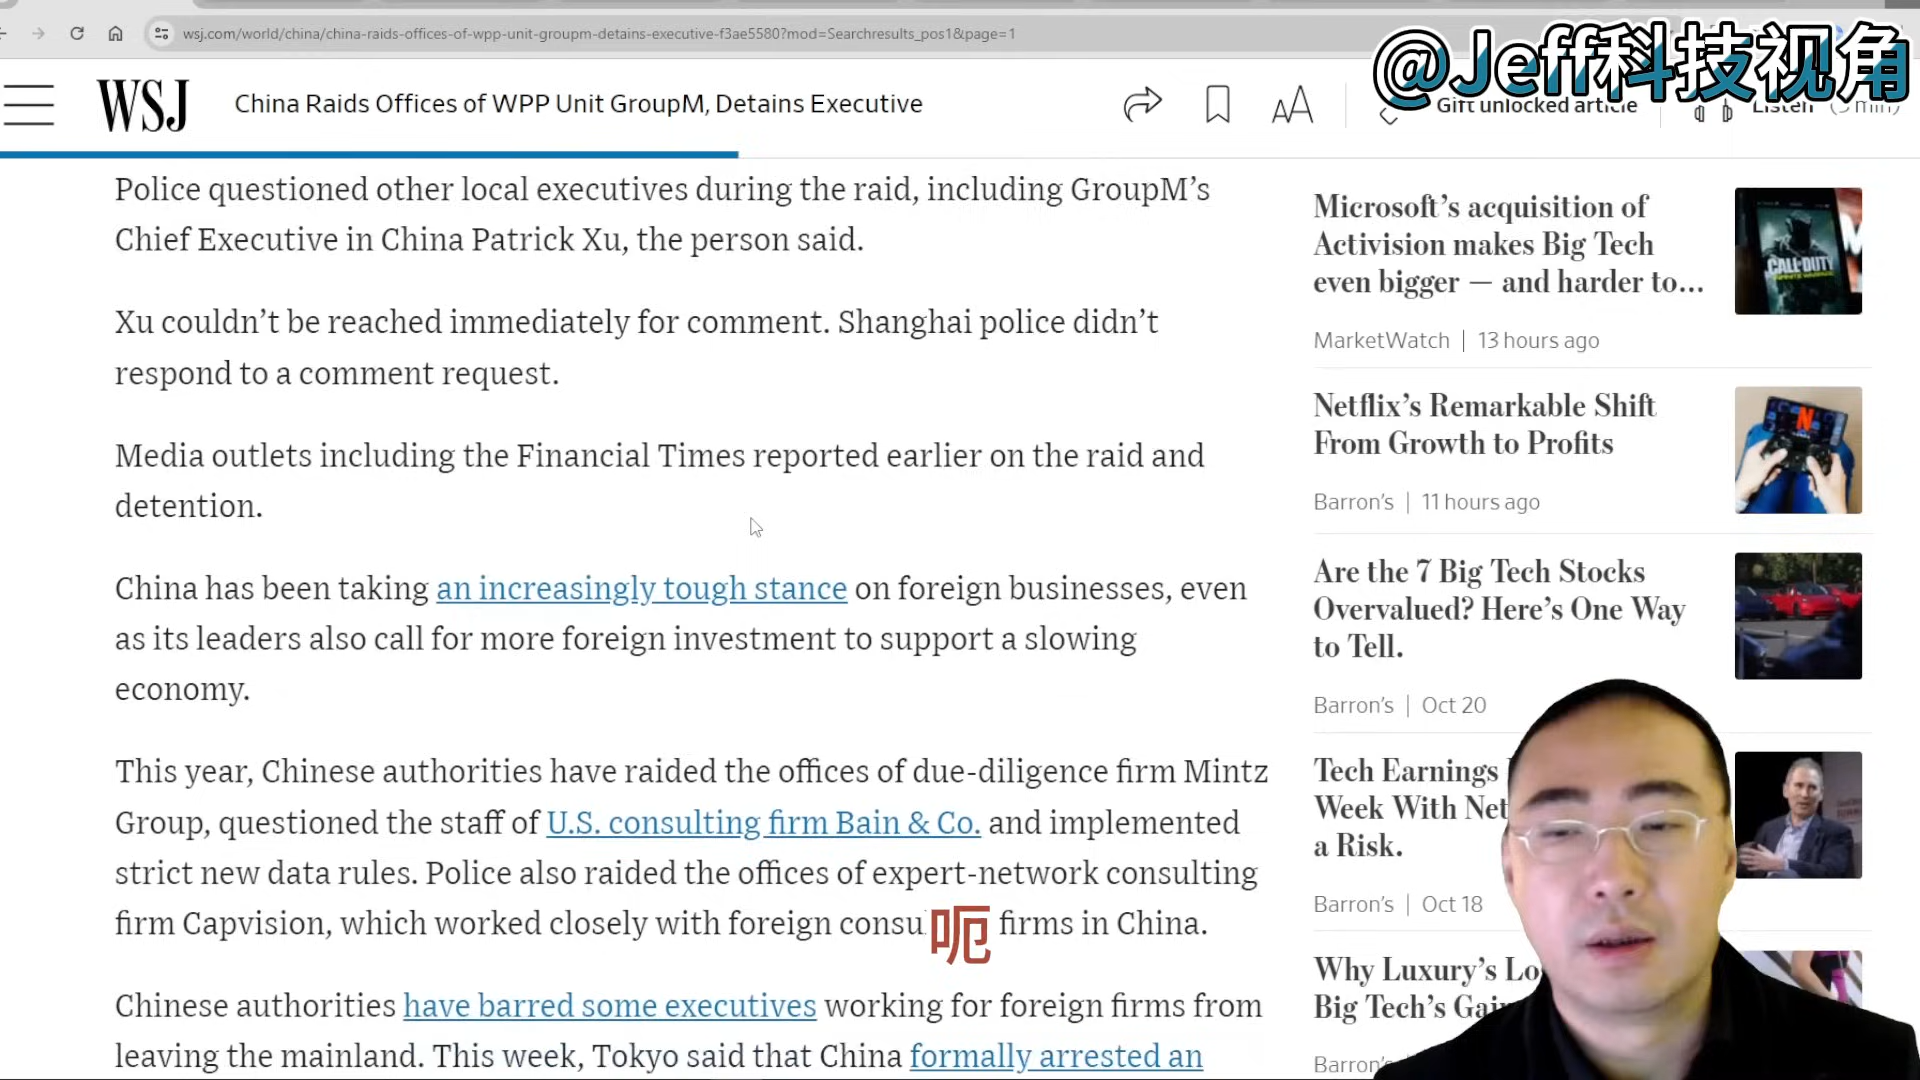 wsj.com/world/china/china-raids-offices-of-wpp-unit-groupm-detains-executive-f3ae5580?mod=Searchresults_pos1&page=1
@Jeff科技视角
WSJ
China Raids Offices of WPP Unit GroupM, Detains Executive
AA
Gift unlocked article
Listen
min)
Police questioned other local executives during the raid, including GroupM’s
Chief Executive in China Patrick Xu, the person said.
Xu couldn’t be reached immediately for comment. Shanghai police didn’t
respond to a comment request.
Media outlets including the Financial Times reported earlier on the raid and
detention.
China has been taking an increasingly tough stance on foreign businesses, even
as its leaders also call for more foreign investment to support a slowing
economy.
This year, Chinese authorities have raided the offices of due-diligence firm Mintz
Group, questioned the staff of U.S. consulting firm Bain & Co. and implemented
strict new data rules. Police also raided the offices of expert-network consulting
firm Capvision, which worked closely with foreign consu firms in China.
呃
Chinese authorities have barred some executives working for foreign firms from
leaving the mainland. This week, Tokyo said that China formally arrested an
Microsoft’s acquisition of
Activision makes Big Tech
even bigger — and harder to...
MarketWatch | 13 hours ago
CALL OF DUTY
Netflix’s Remarkable Shift
From Growth to Profits
Barron’s | 11 hours ago
N
Are the 7 Big Tech Stocks
Overvalued? Here’s One Way
to Tell.
Barron’s | Oct 20
Tech Earnings
Week With Net
a Risk.
Barron’s | Oct 18
Why Luxury’s Lo
Big Tech’s Gai
Barron’s